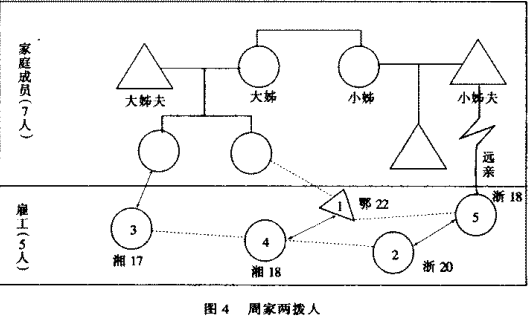 家庭成员(7人)
大姊夫
大姊
小姊
小姊夫
远亲
雇工(5人)
1
鄂 22
浙 18
5
3
4
2
湘 17
湘 18
浙 20
图 4 周家两拨人